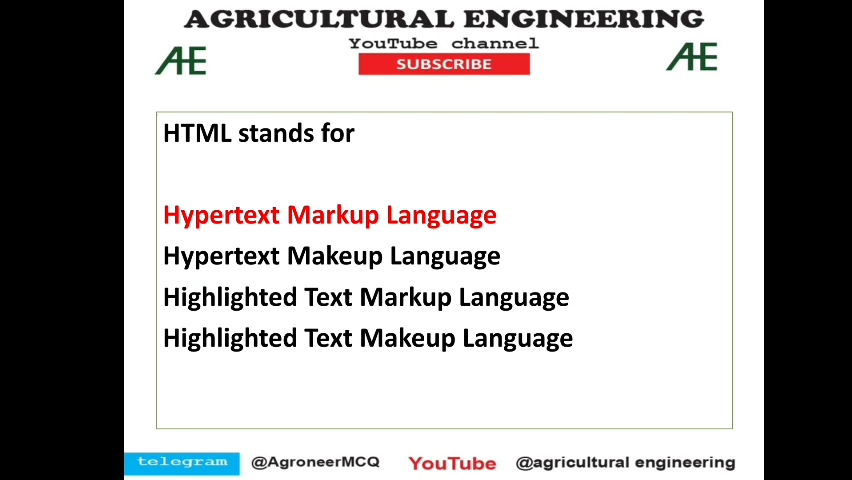 AGRICULTURAL ENGINEERING
YouTube channel
AE SUBSCRIBE AE
HTML stands for
Hypertext Markup Language
Hypertext Makeup Language
Highlighted Text Markup Language
Highlighted Text Makeup Language
telegram @AgroneerMCQ YouTube @agricultural engineering